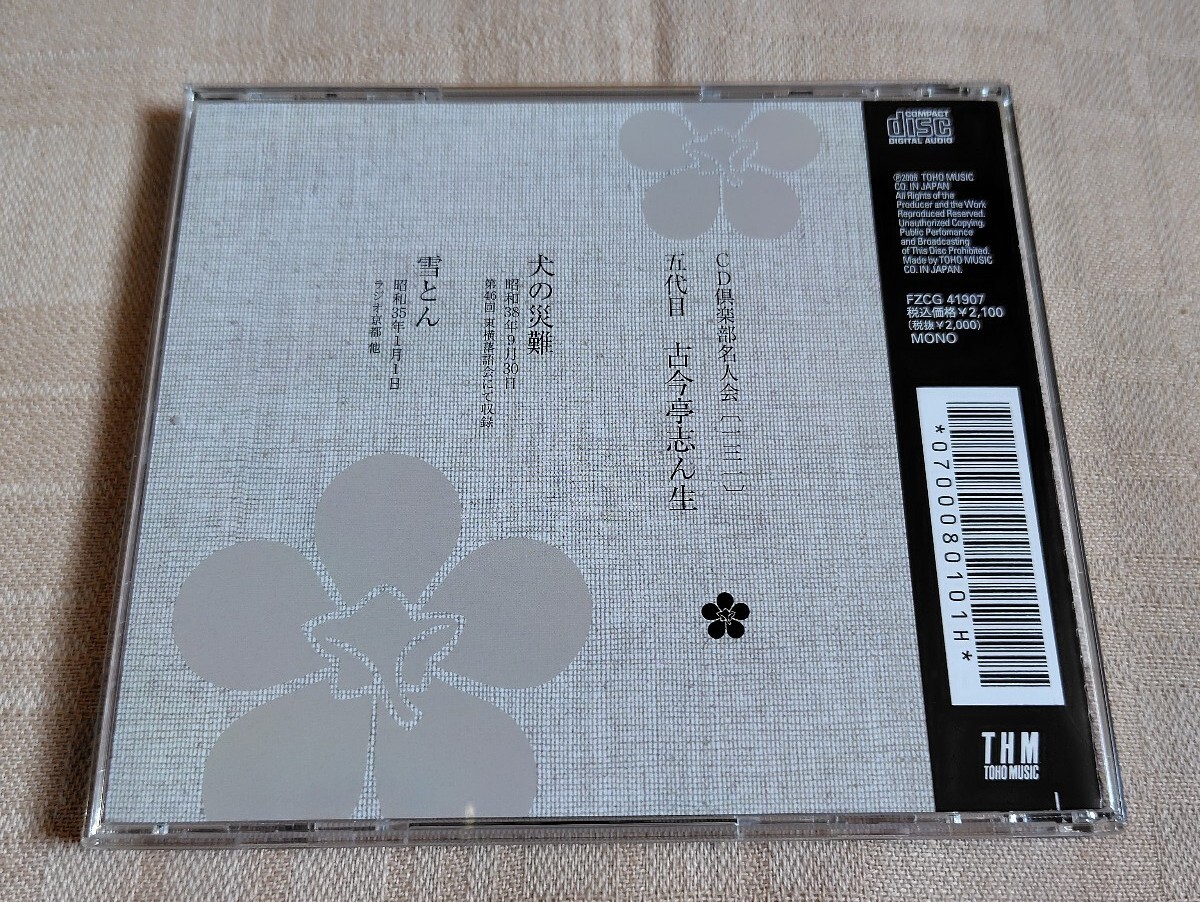 CD倶楽部名人会［一三一］
五代目 古今亭志ん生
犬の災難
昭和38年9月30日
第46回 東横落語会にて収録
雪とん
昭和35年1月1日
ラジオ京都 他
COMPACT
disc
DIGITAL AUDIO
Ⓟ2006 TOHO MUSIC
CO. IN JAPAN
All Rights of the
Producer and the Work
Reproduced Reserved.
Unauthorized Copying,
Public Perfomance
and Broadcasting
of This Disc Prohibited.
Made by TOHO MUSIC
CO. IN JAPAN.
FZCG 41907
税込価格￥2,100
(税抜￥2,000)
MONO
*0700080101H*
THM
TOHO MUSIC